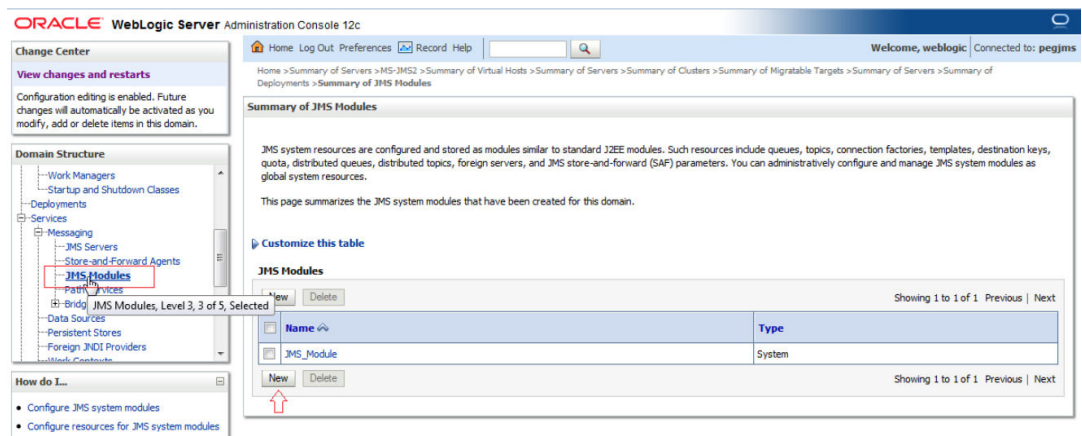 ORACLE WebLogic Server Administration Console 12c
Change Center
View changes and restarts
Configuration editing is enabled. Future
changes will automatically be activated as you
modify, add or delete items in this domain.
Domain Structure
Work Managers
Startup and Shutdown Classes
Deployments
Services
Messaging
JMS Servers
Store-and-Forward Agents
JMS Modules
Path Services
Bridg
JMS Modules, Level 3, 3 of 5, Selected
Data Sources
Persistent Stores
Foreign JNDI Providers
Work Contexts
How do I...
Configure JMS system modules
Configure resources for JMS system modules
Home Log Out Preferences Record Help
Welcome, weblogic Connected to: pegjms
Home >Summary of Servers >MS-JMS2 >Summary of Virtual Hosts >Summary of Servers >Summary of Clusters >Summary of Migratable Targets >Summary of Servers >Summary of
Deployments >Summary of JMS Modules
Summary of JMS Modules
JMS system resources are configured and stored as modules similar to standard J2EE modules. Such resources include queues, topics, connection factories, templates, destination keys,
quota, distributed queues, distributed topics, foreign servers, and JMS store-and-forward (SAF) parameters. You can administratively configure and manage JMS system modules as
global system resources.
This page summarizes the JMS system modules that have been created for this domain.
Customize this table
JMS Modules
New Delete Showing 1 to 1 of 1 Previous | Next
Name Type
JMS_Module System
New Delete Showing 1 to 1 of 1 Previous | Next